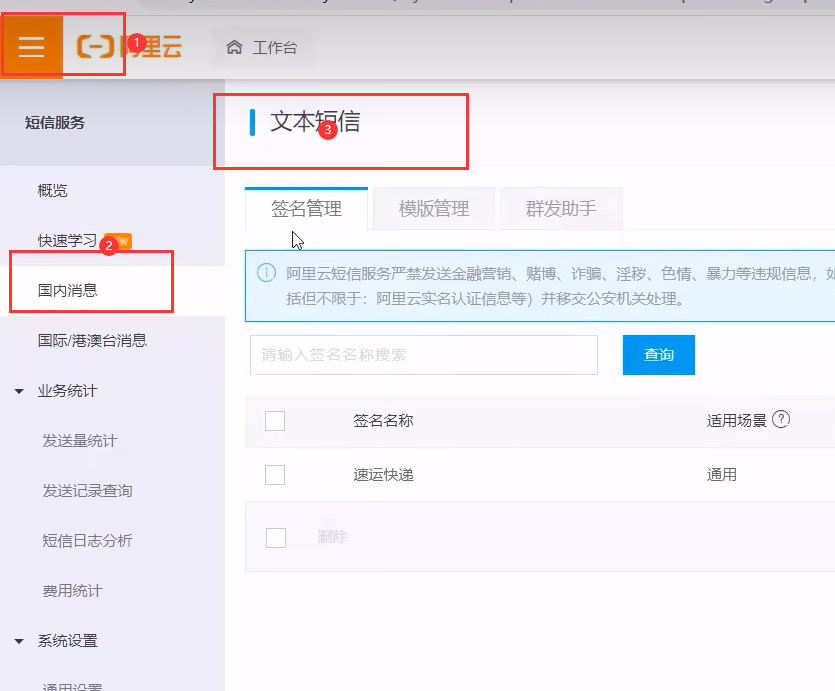 阿里云
1
工作台
短信服务
文本短信
3
概览
签名管理
模版管理
群发助手
快速学习
2
国内消息
阿里云短信服务严禁发送金融营销、赌博、诈骗、淫秽、色情、暴力等违规信息，如
括但不限于：阿里云实名认证信息等）并移交公安机关处理。
国际/港澳台消息
请输入签名名称搜索
查询
业务统计
签名名称
适用场景
发送量统计
速运快递
通用
发送记录查询
短信日志分析
删除
费用统计
系统设置
通用设置